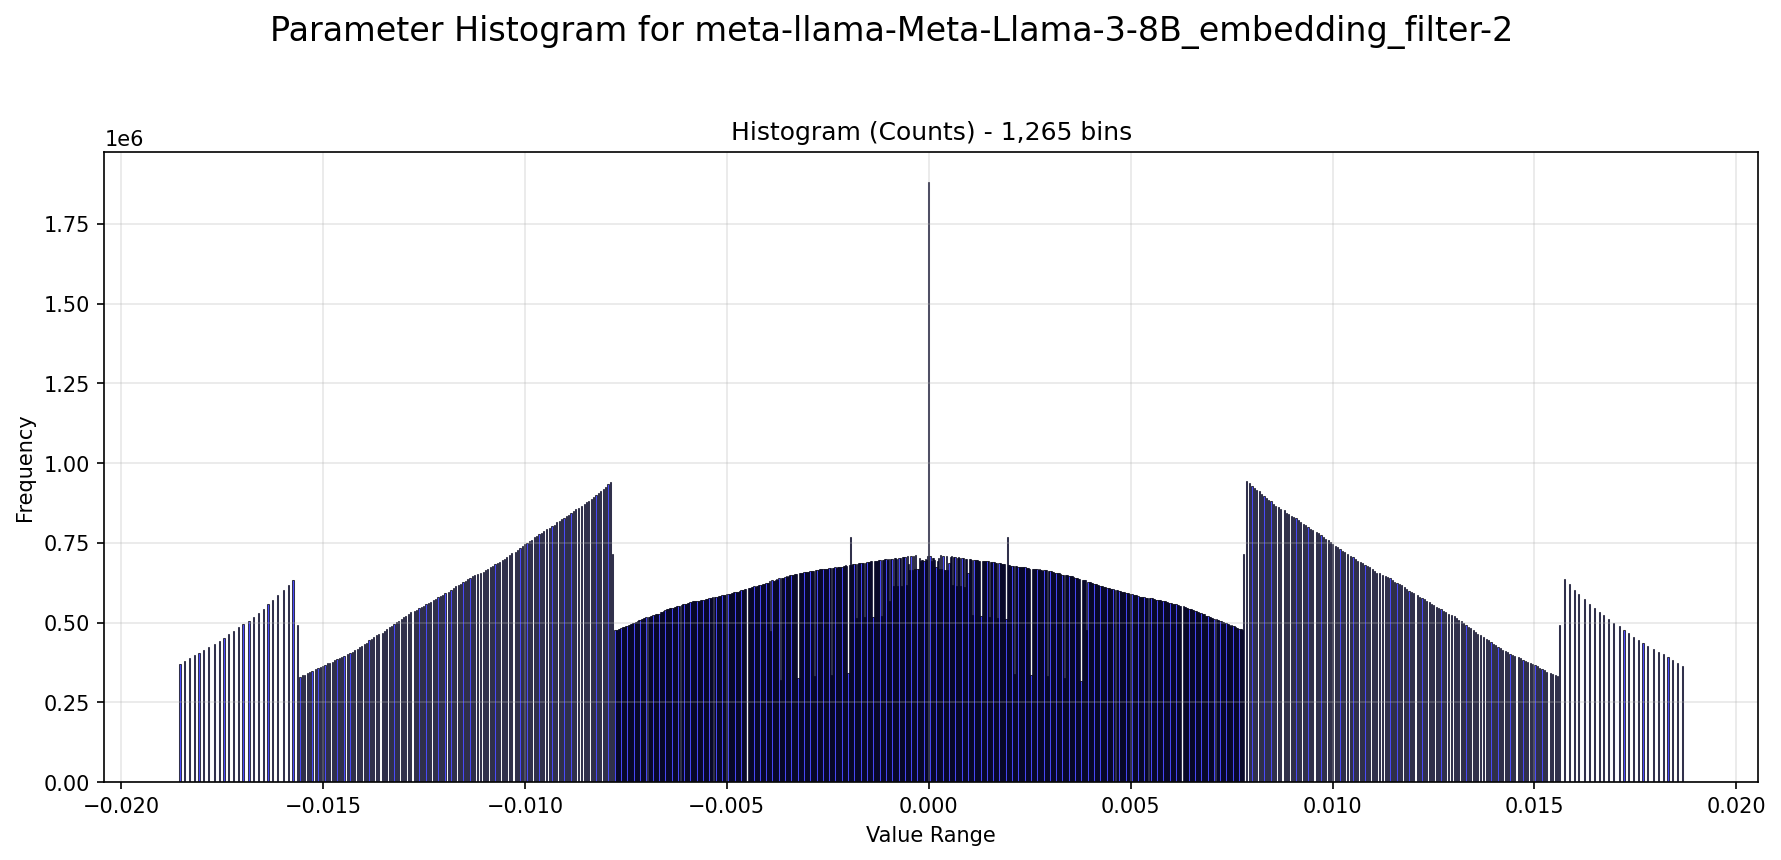 Parameter Histogram for meta-llama-Meta-Llama-3-8B_embedding_filter-2
Histogram (Counts) - 1,265 bins
1e6
1.75
1.50
1.25
1.00
0.75
0.50
0.25
0.00
Frequency
−0.020 −0.015 −0.010 −0.005 0.000 0.005 0.010 0.015 0.020
Value Range